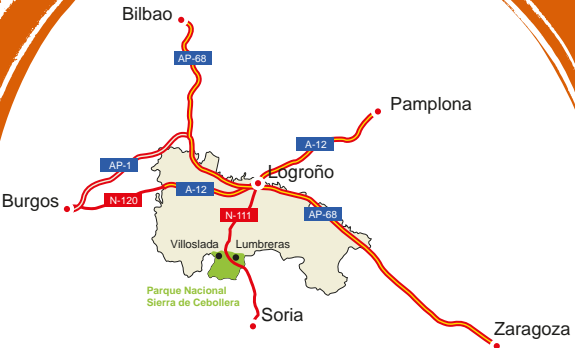 Bilbao
AP-68
Pamplona
A-12
AP-1
Logroño
A-12
N-120
Burgos
N-111
AP-68
Villoslada
Lumbreras
Parque Nacional
Sierra de Cebollera
Soria
Zaragoza